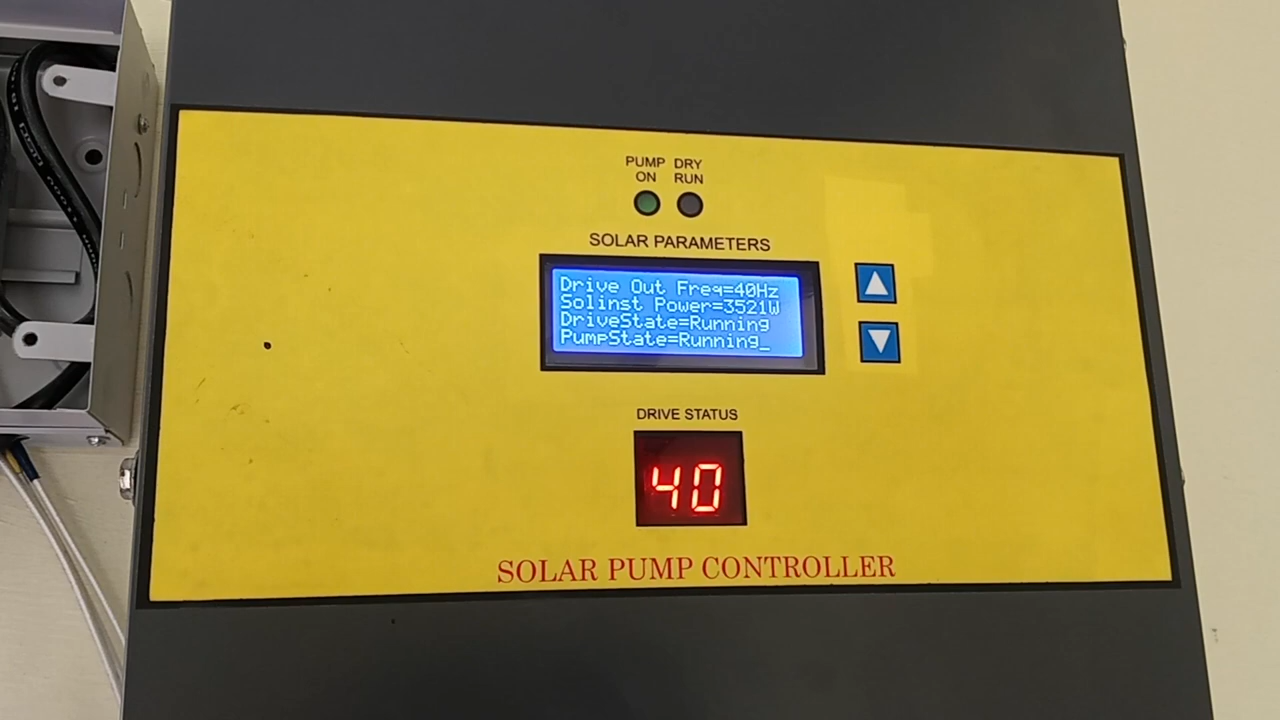 PUMP ON
DRY RUN
SOLAR PARAMETERS
Drive Out Freq=40Hz
Solinst Power=3521W
DriveState=Running
PumpState=Running_
DRIVE STATUS
40
SOLAR PUMP CONTROLLER